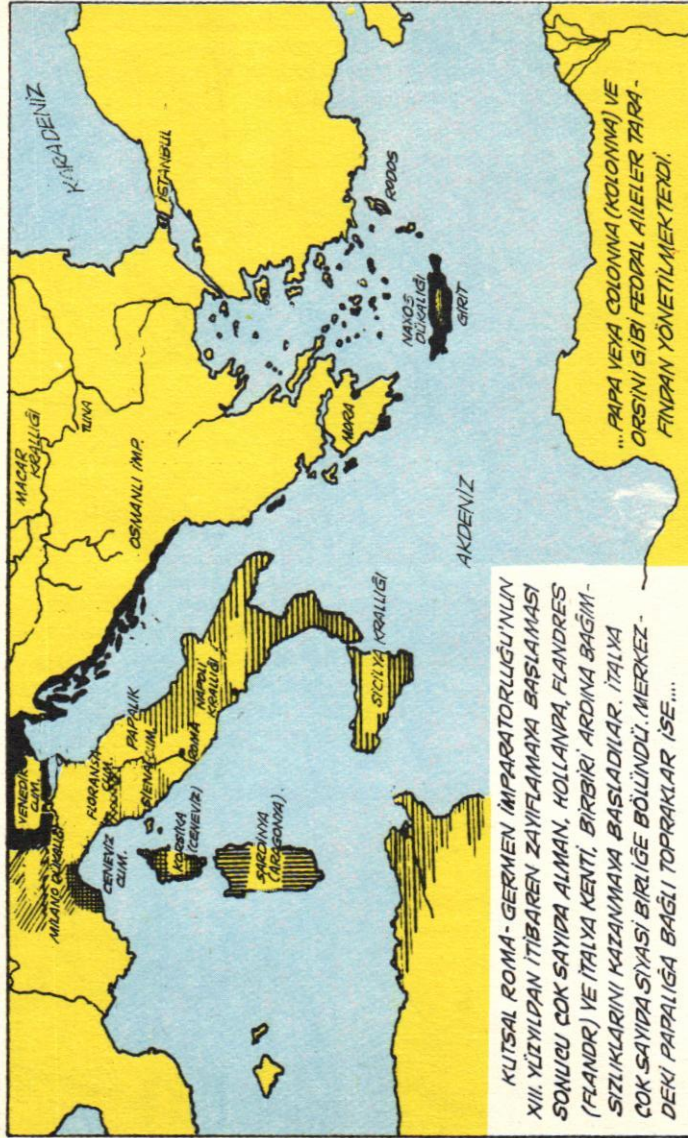 KARADENİZ
İSTANBUL
MACAR
KRALLIĞI
TUNA
OSMANLI İMP.
RODOS
NAXOS
DÜKALIĞI
GİRİT
MORA
AKDENİZ
VENEDİK
CUM.
MİLANO DÜKALIĞI
CENEVİZ
CUM.
FLORANSA
CUM.
PAPALIK
SİENA CUM.
ROMA
NAPOLİ
KRALLIĞI
KORSİKA
(CENEVİZ)
SARDİNYA
(ARAGONYA).
SİCİLYA KRALLIĞI
KUTSAL ROMA-GERMEN İMPARATORLUĞU'NUN
XIII. YÜZYILDAN İTİBAREN ZAYIFLAMAYA BAŞLAMASI
SONUCU ÇOK SAYIDA ALMAN, HOLLANDA, FLANDRES
(FLANDR) VE İTALYA KENTİ, BİRBİRİ ARDINA BAĞIM-
SIZLIKLARINI KAZANMAYA BAŞLADILAR. İTALYA
ÇOK SAYIDA SİYASİ BİRLİĞE BÖLÜNDÜ. MERKEZ-
DEKİ PAPALIĞA BAĞLI TOPRAKLAR İSE....
...PAPA VEYA COLONNA (KOLONNA) VE
ORSİNİ GİBİ FEODAL AİLELER TARA-
FINDAN YÖNETİLMEKTEYDİ.